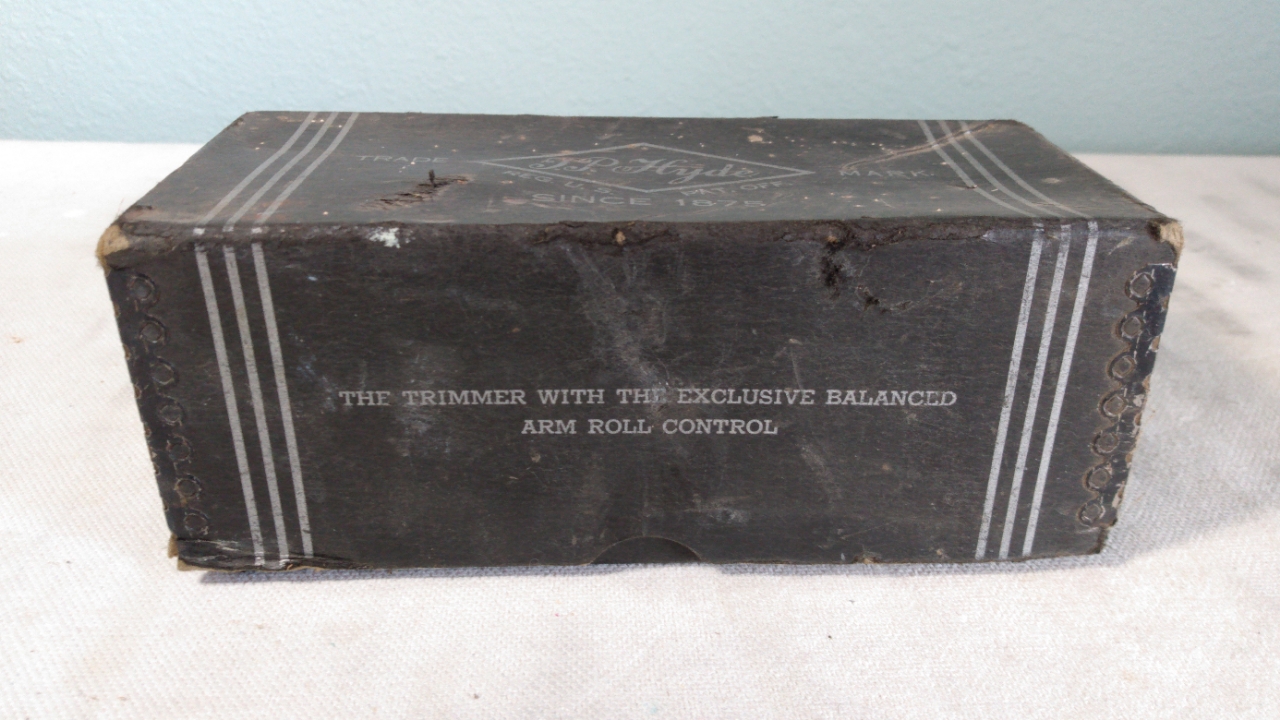 TRADE I.P. Hyde MARK.
REG. U. S. PAT. OFF.
SINCE 1875
THE TRIMMER WITH THE EXCLUSIVE BALANCED
ARM ROLL CONTROL